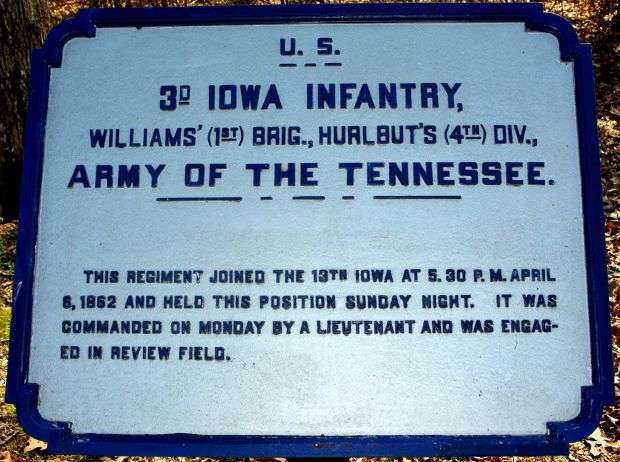 U. S.
3D IOWA INFANTRY,
WILLIAMS' (1ST) BRIG., HURLBUT'S (4TH) DIV.,
ARMY OF THE TENNESSEE.
THIS REGIMENT JOINED THE 13TH IOWA AT 5.30 P.M. APRIL
6, 1862 AND HELD THIS POSITION SUNDAY NIGHT. IT WAS
COMMANDED ON MONDAY BY A LIEUTENANT AND WAS ENGAG-
ED IN REVIEW FIELD.